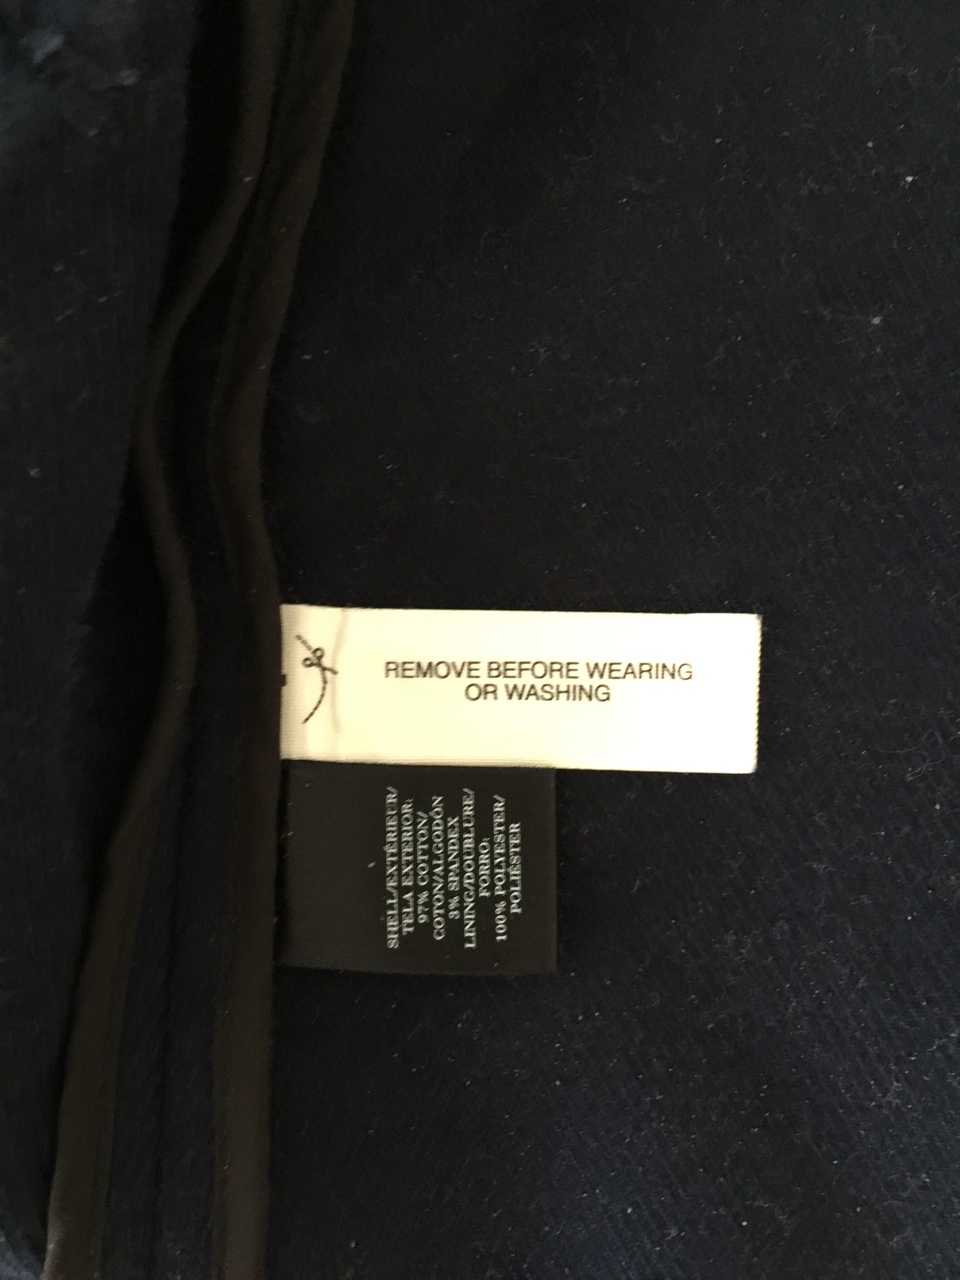 REMOVE BEFORE WEARING
OR WASHING
SHELL/EXTÉRIEUR/
TELA EXTERIOR:
97% COTTON/
COTON/ALGODÓN
3% SPANDEX
LINING/DOUBLURE/
FORRO:
100% POLYESTER/
POLIÉSTER